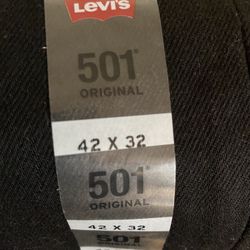 LEVI'S
501®
ORIGINAL
42 X 32
501®
ORIGINAL
42 X 32
501